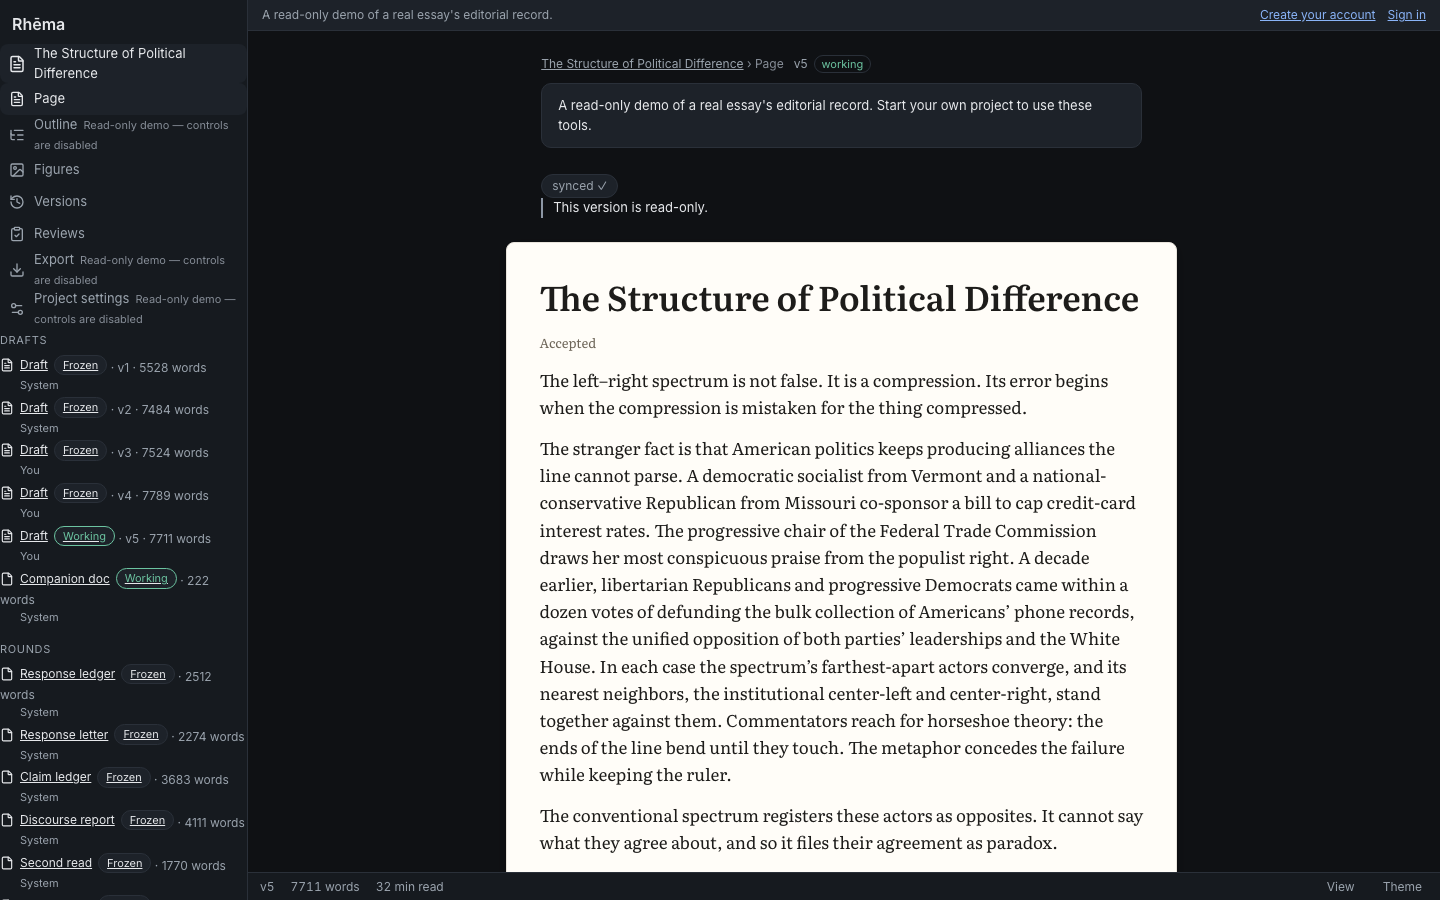 Rhēma
The Structure of Political
Difference
Page
Outline Read-only demo — controls
are disabled
Figures
Versions
Reviews
Export Read-only demo — controls
are disabled
Project settings Read-only demo —
controls are disabled
DRAFTS
Draft Frozen · v1 · 5528 words
System
Draft Frozen · v2 · 7484 words
System
Draft Frozen · v3 · 7524 words
You
Draft Frozen · v4 · 7789 words
You
Draft Working · v5 · 7711 words
You
Companion doc Working · 222
words
System
ROUNDS
Response ledger Frozen · 2512
words
System
Response letter Frozen · 2274 words
System
Claim ledger Frozen · 3683 words
System
Discourse report Frozen · 4111 words
System
Second read Frozen · 1770 words
System
A read-only demo of a real essay's editorial record.
Create your account Sign in
The Structure of Political Difference › Page v5 working
A read-only demo of a real essay's editorial record. Start your own project to use these
tools.
synced ✓
This version is read-only.
The Structure of Political Difference
Accepted
The left–right spectrum is not false. It is a compression. Its error begins
when the compression is mistaken for the thing compressed.
The stranger fact is that American politics keeps producing alliances the
line cannot parse. A democratic socialist from Vermont and a national-
conservative Republican from Missouri co-sponsor a bill to cap credit-card
interest rates. The progressive chair of the Federal Trade Commission
draws her most conspicuous praise from the populist right. A decade
earlier, libertarian Republicans and progressive Democrats came within a
dozen votes of defunding the bulk collection of Americans’ phone records,
against the unified opposition of both parties’ leaderships and the White
House. In each case the spectrum’s farthest-apart actors converge, and its
nearest neighbors, the institutional center-left and center-right, stand
together against them. Commentators reach for horseshoe theory: the
ends of the line bend until they touch. The metaphor concedes the failure
while keeping the ruler.
The conventional spectrum registers these actors as opposites. It cannot say
what they agree about, and so it files their agreement as paradox.
v5 7711 words 32 min read
View Theme